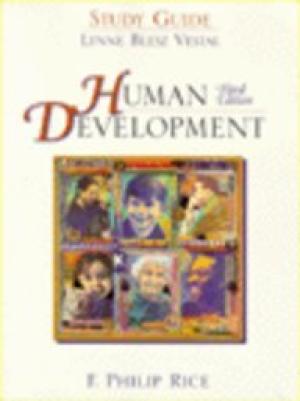 STUDY GUIDE
LYNNE BLESZ VESTAL
HUMAN Third Edition
DEVELOPMENT
F. PHILIP RICE